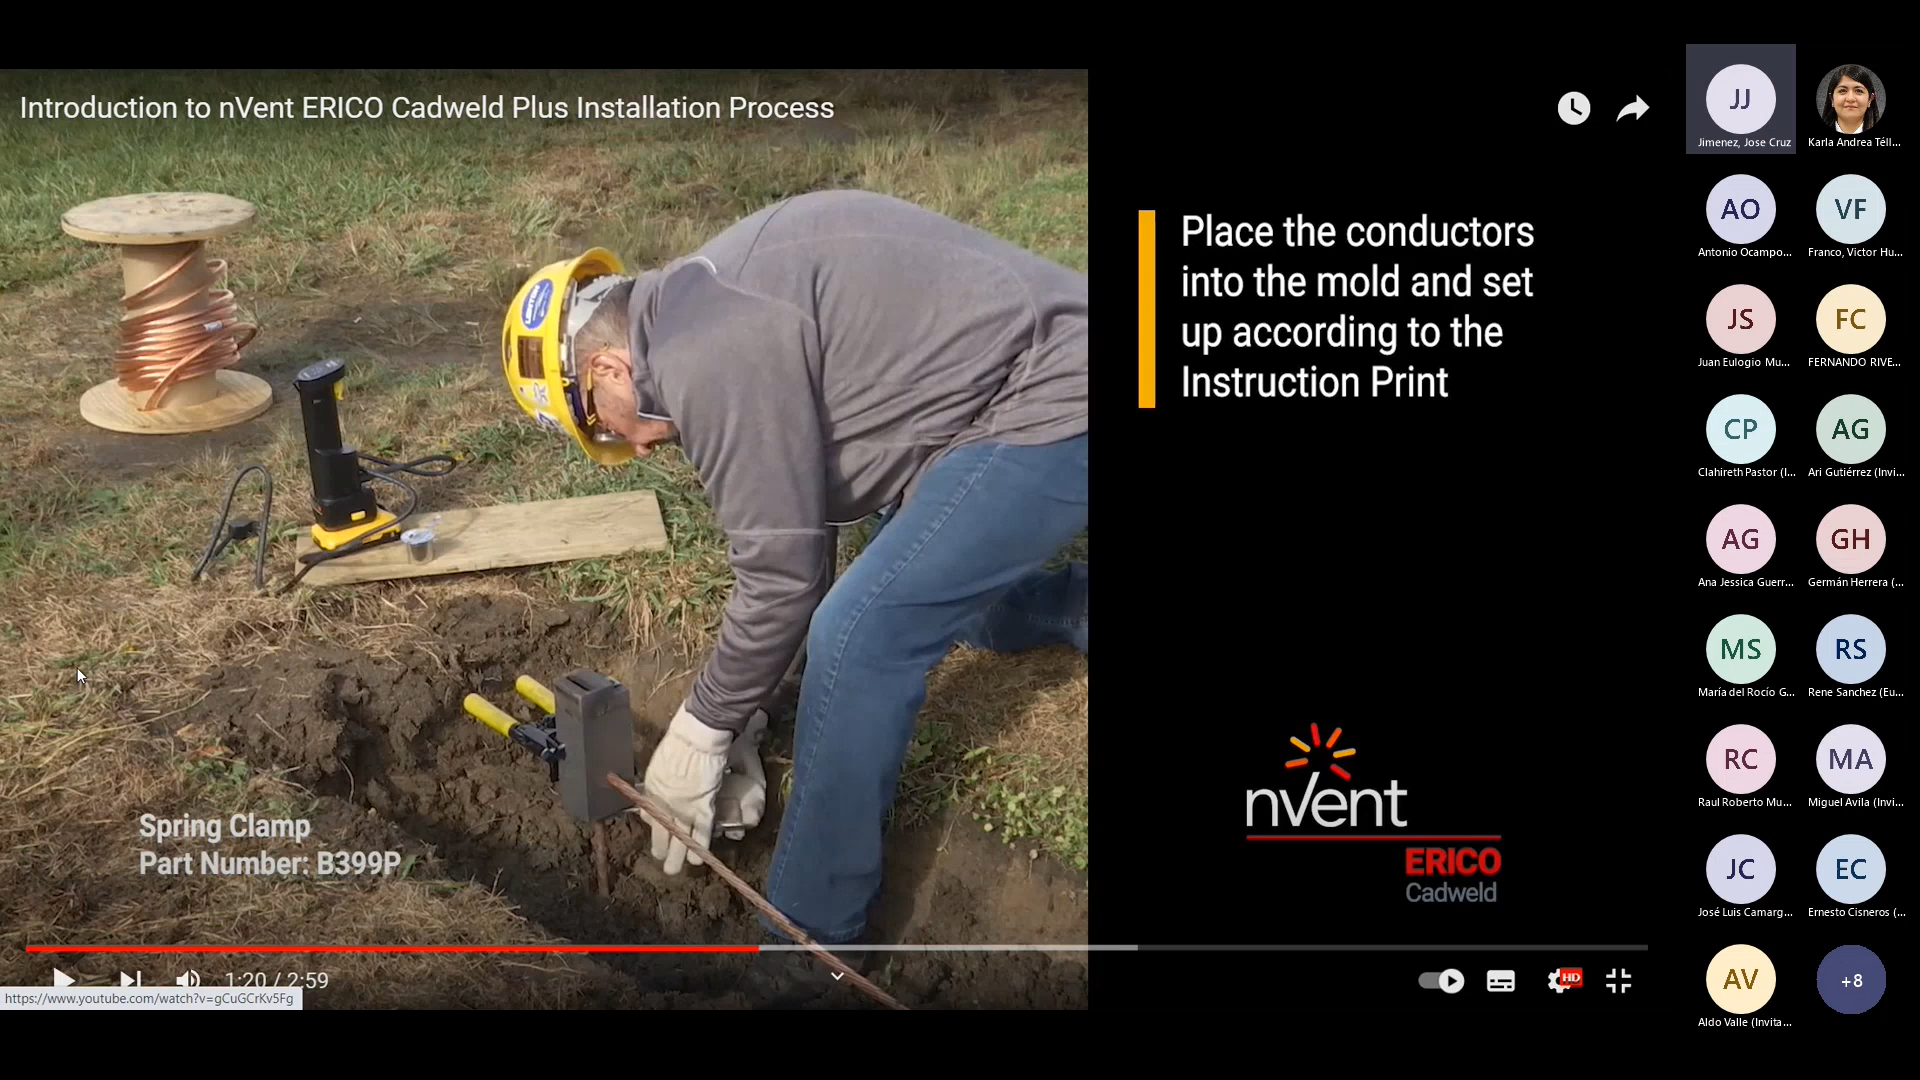 Introduction to nVent ERICO Cadweld Plus Installation Process
Place the conductors
into the mold and set
up according to the
Instruction Print
Spring Clamp
Part Number: B399P
nVent
ERICO
Cadweld
1:20 / 2:59
HD
https://www.youtube.com/watch?v=gCuGCrKv5Fg
JJ
Jimenez, Jose Cruz
Karla Andrea Téll...
AO
Antonio Ocampo...
VF
Franco, Victor Hu...
JS
Juan Eulogio Mu...
FC
FERNANDO RIVE...
CP
Clahireth Pastor (I...
AG
Ari Gutiérrez (Invi...
AG
Ana Jessica Guerr...
GH
Germán Herrera (...
MS
María del Rocío G...
RS
Rene Sanchez (Eu...
RC
Raul Roberto Mu...
MA
Miguel Avila (Invi...
JC
José Luis Camarg...
EC
Ernesto Cisneros (...
AV
Aldo Valle (Invita...
+8